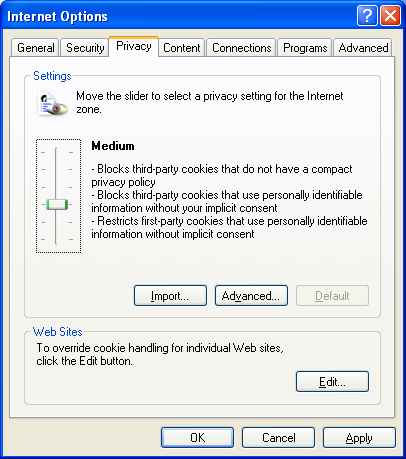 Internet Options
General Security Privacy Content Connections Programs Advanced
Settings
Move the slider to select a privacy setting for the Internet
zone.
Medium
- Blocks third-party cookies that do not have a compact
privacy policy
- Blocks third-party cookies that use personally identifiable
information without your implicit consent
- Restricts first-party cookies that use personally identifiable
information without implicit consent
Import... Advanced... Default
Web Sites
To override cookie handling for individual Web sites,
click the Edit button.
Edit...
OK Cancel Apply